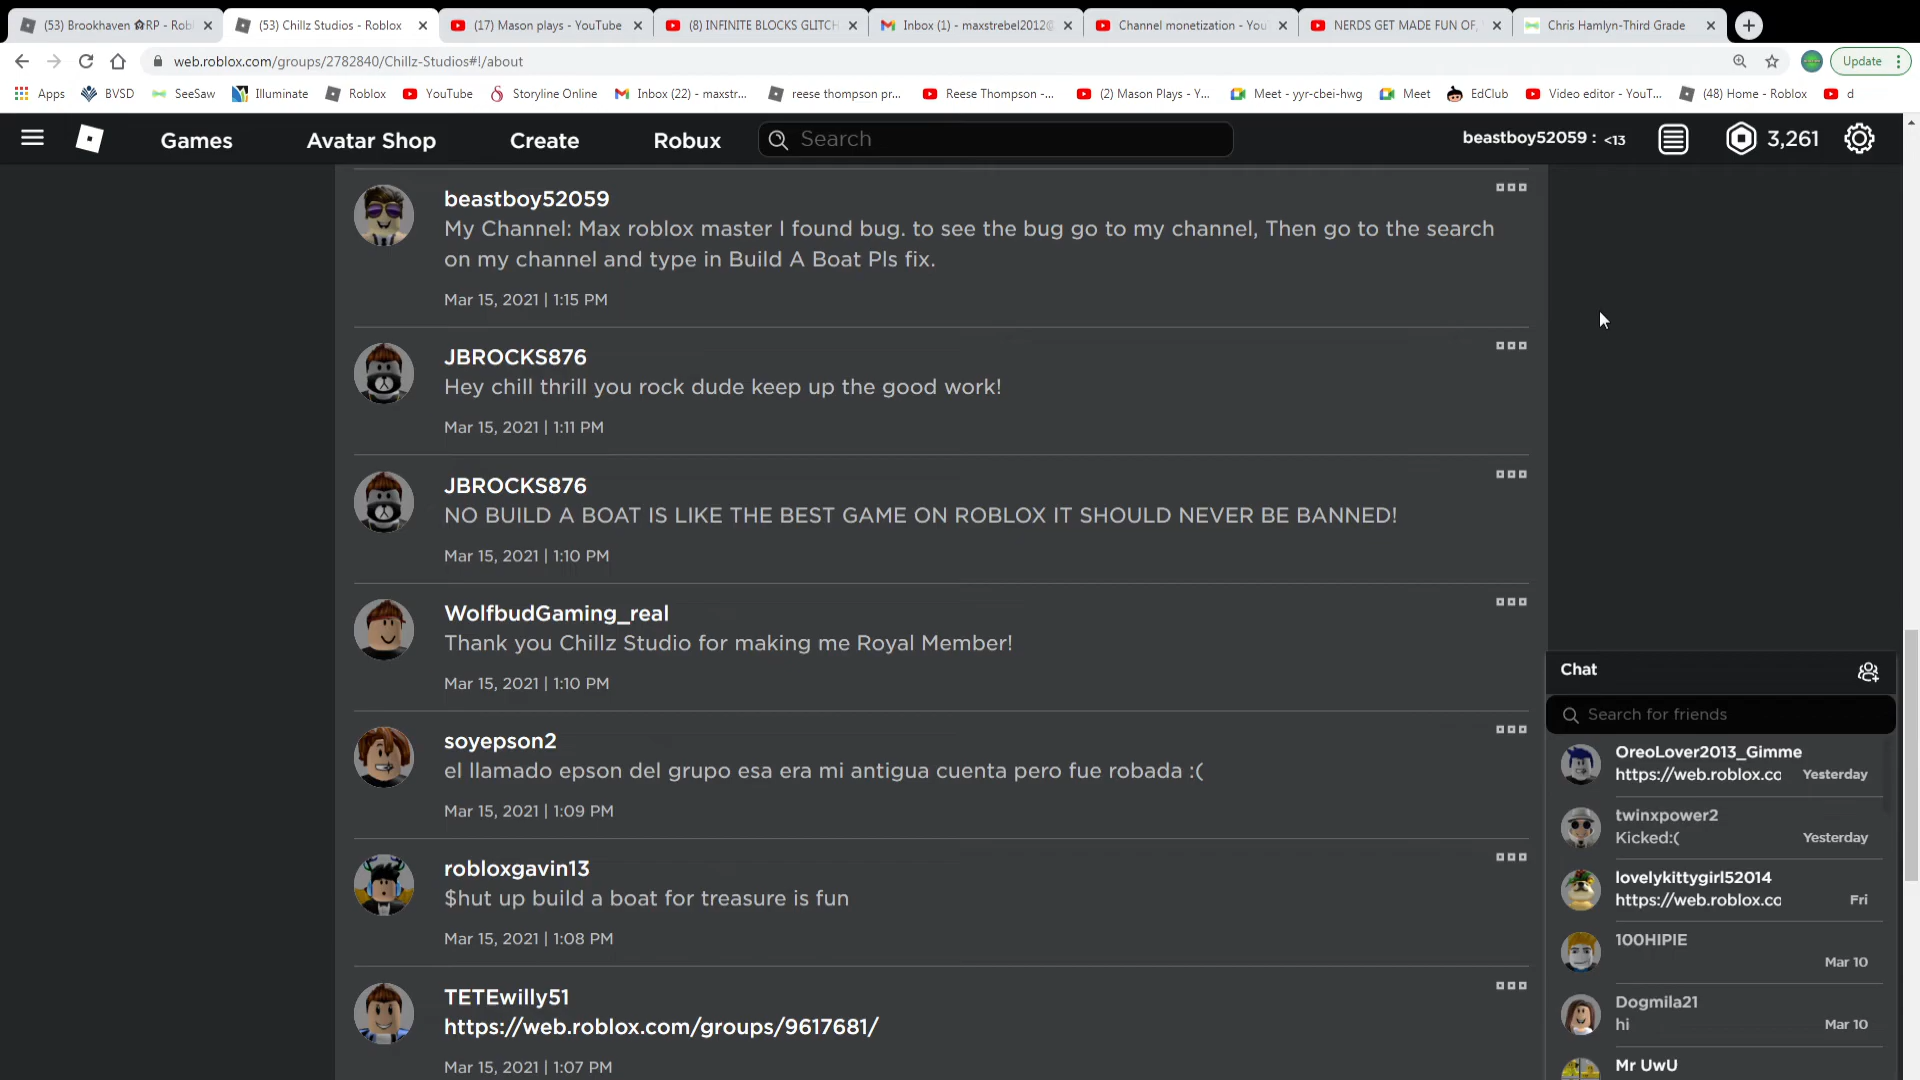 (53) Brookhaven 🏠RP - Robl
(53) Chillz Studios - Roblox
(17) Mason plays - YouTube
(8) INFINITE BLOCKS GLITCH
Inbox (1) - maxstrebel2012@
Channel monetization - You
NERDS GET MADE FUN OF,
Chris Hamlyn-Third Grade
web.roblox.com/groups/2782840/Chillz-Studios#!/about
Update
Apps
BVSD
SeeSaw
Illuminate
Roblox
YouTube
Storyline Online
Inbox (22) - maxstr...
reese thompson pr...
Reese Thompson -...
(2) Mason Plays - Y...
Meet - yyr-cbei-hwg
Meet
EdClub
Video editor - YouT...
(48) Home - Roblox
d
Games
Avatar Shop
Create
Robux
Search
beastboy52059 : <13
3,261
beastboy52059
My Channel: Max roblox master I found bug. to see the bug go to my channel, Then go to the search
on my channel and type in Build A Boat Pls fix.
Mar 15, 2021 | 1:15 PM
JBROCKS876
Hey chill thrill you rock dude keep up the good work!
Mar 15, 2021 | 1:11 PM
JBROCKS876
NO BUILD A BOAT IS LIKE THE BEST GAME ON ROBLOX IT SHOULD NEVER BE BANNED!
Mar 15, 2021 | 1:10 PM
WolfbudGaming_real
Thank you Chillz Studio for making me Royal Member!
Mar 15, 2021 | 1:10 PM
soyepson2
el llamado epson del grupo esa era mi antigua cuenta pero fue robada :(
Mar 15, 2021 | 1:09 PM
robloxgavin13
$hut up build a boat for treasure is fun
Mar 15, 2021 | 1:08 PM
TETEwilly51
https://web.roblox.com/groups/9617681/
Mar 15, 2021 | 1:07 PM
Chat
Search for friends
OreoLover2013_Gimme
https://web.roblox.co Yesterday
twinxpower2
Kicked:( Yesterday
lovelykittygirl52014
https://web.roblox.co Fri
100HIPIE
Mar 10
Dogmila21
hi Mar 10
Mr UwU